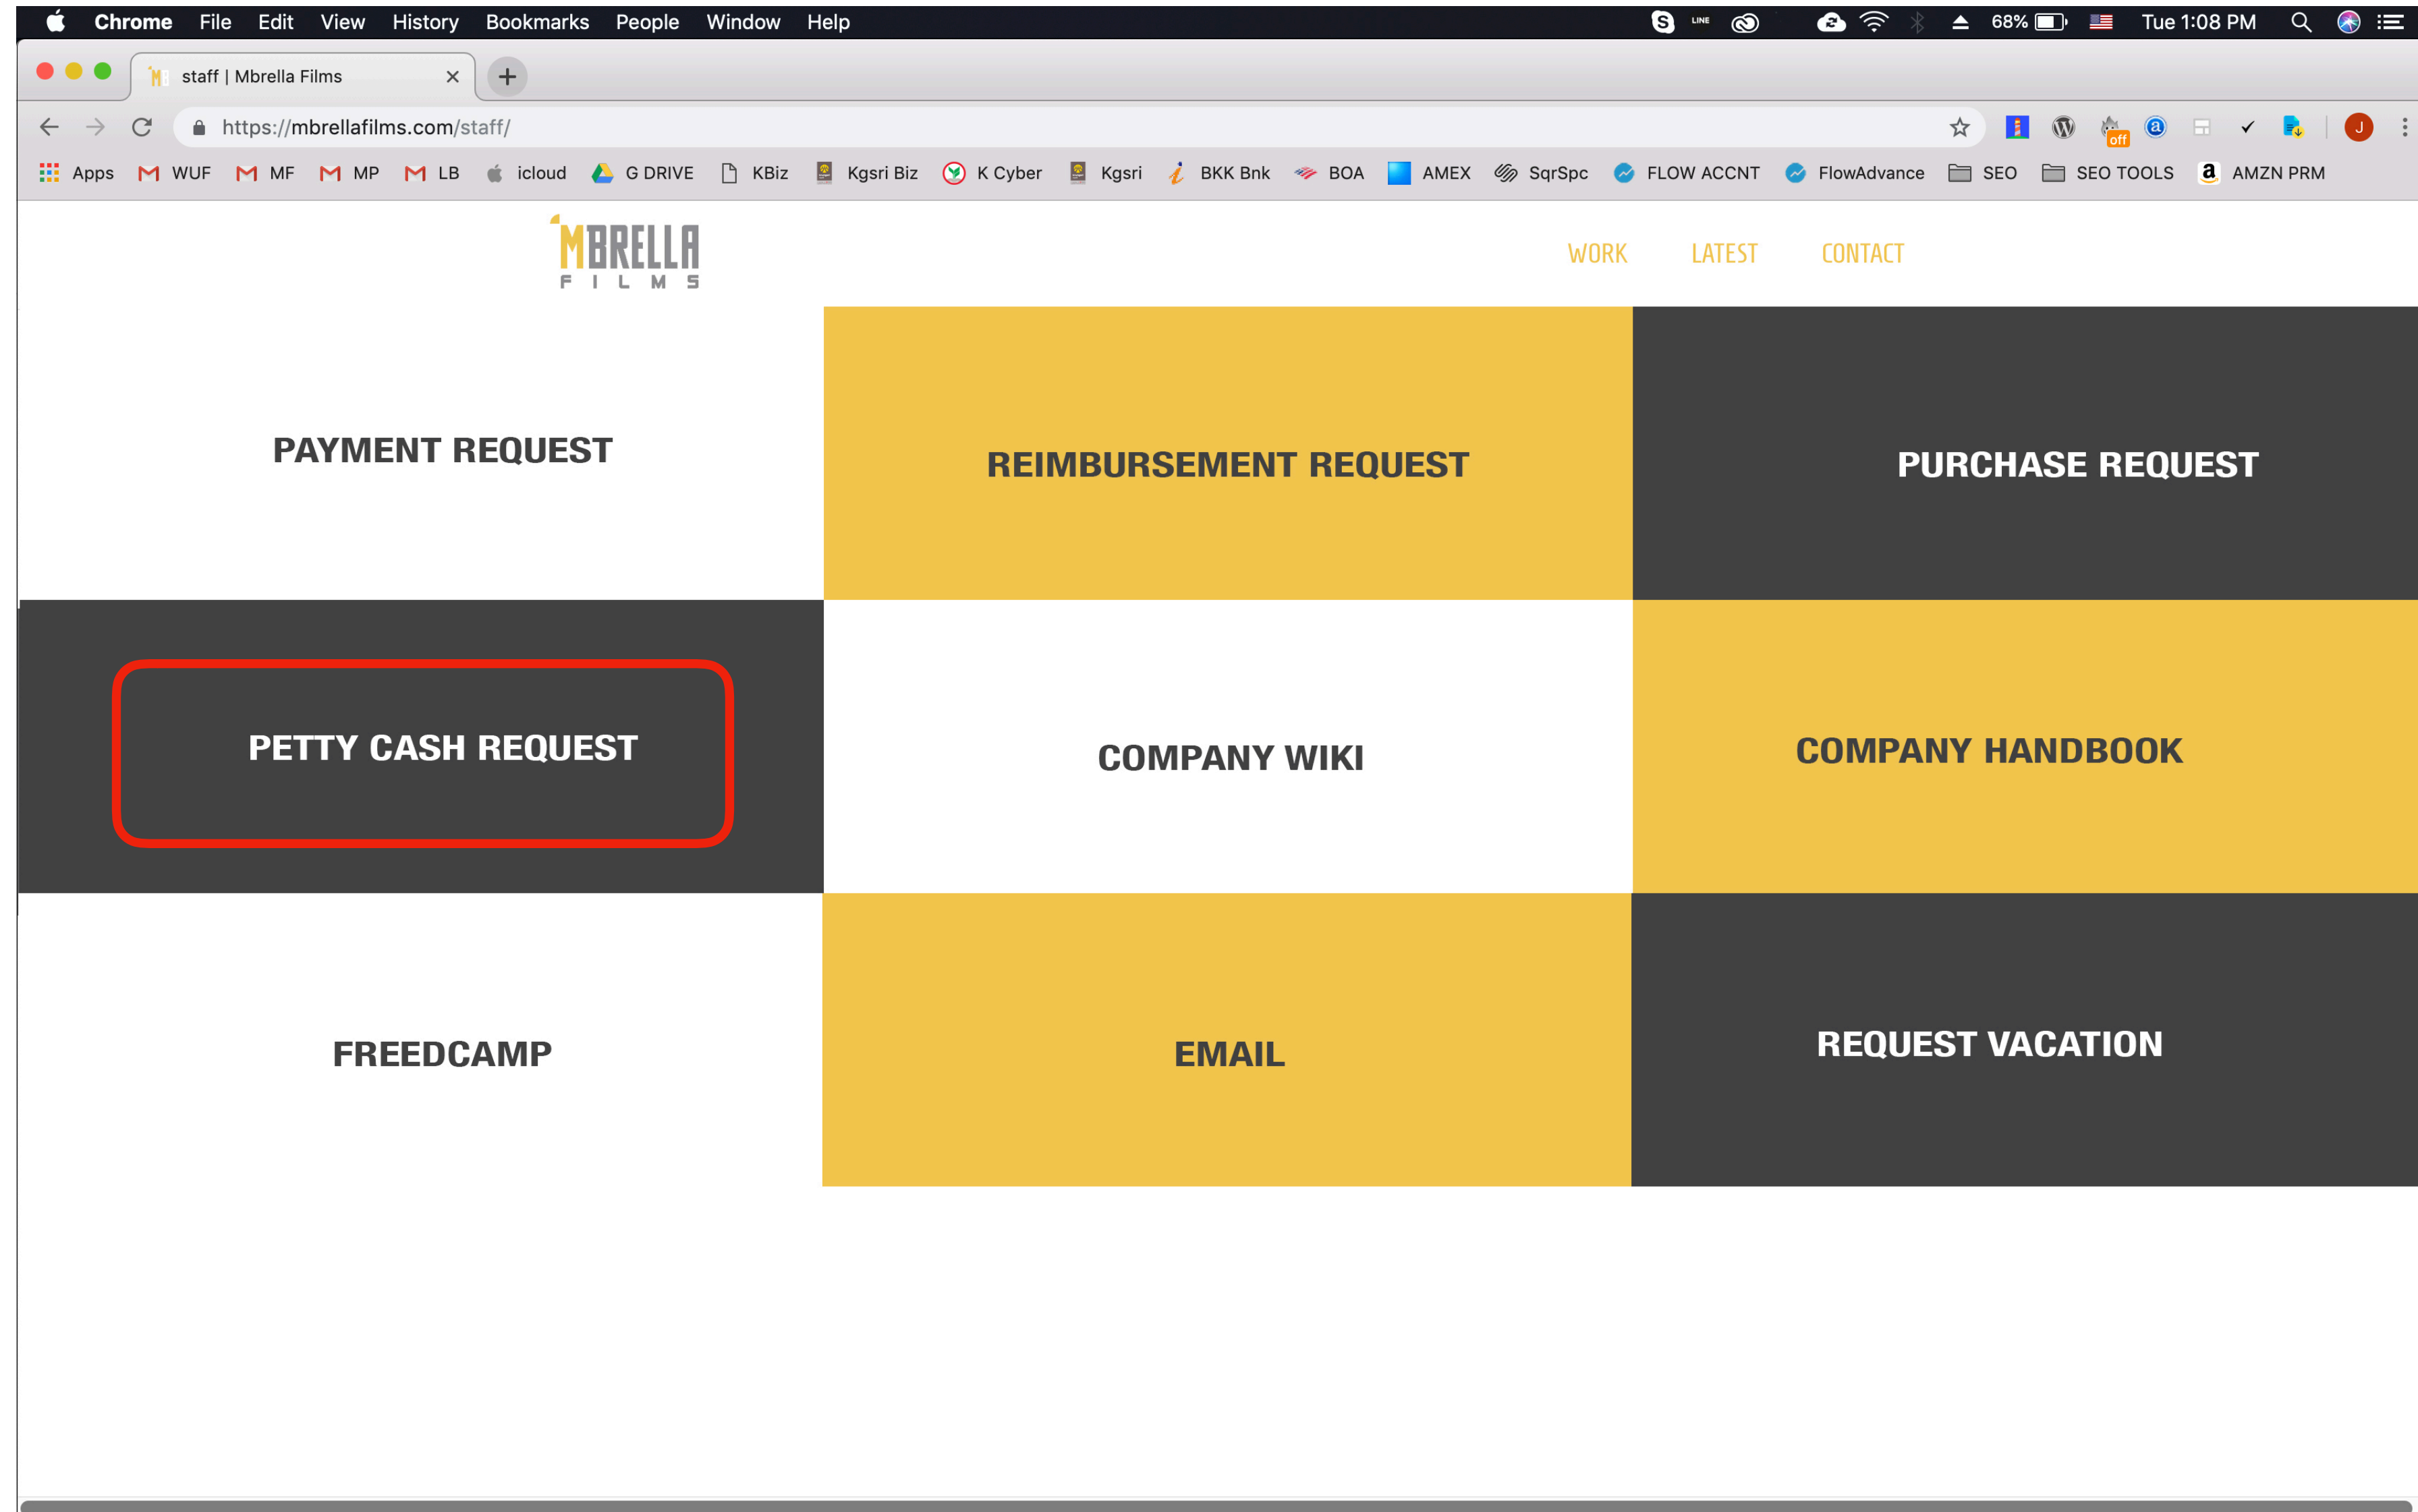 Chrome File Edit View History Bookmarks People Window Help LINE 68% Tue 1:08 PM
staff | Mbrella Films
https://mbrellafilms.com/staff/ off J
Apps WUF MF MP LB icloud G DRIVE KBiz Kgsri Biz K Cyber Kgsri BKK Bnk BOA AMEX SqrSpc FLOW ACCNT FlowAdvance SEO SEO TOOLS AMZN PRM
MBRELLA
FILMS
WORK LATEST CONTACT
PAYMENT REQUEST
REIMBURSEMENT REQUEST
PURCHASE REQUEST
PETTY CASH REQUEST
COMPANY WIKI
COMPANY HANDBOOK
FREEDCAMP
EMAIL
REQUEST VACATION